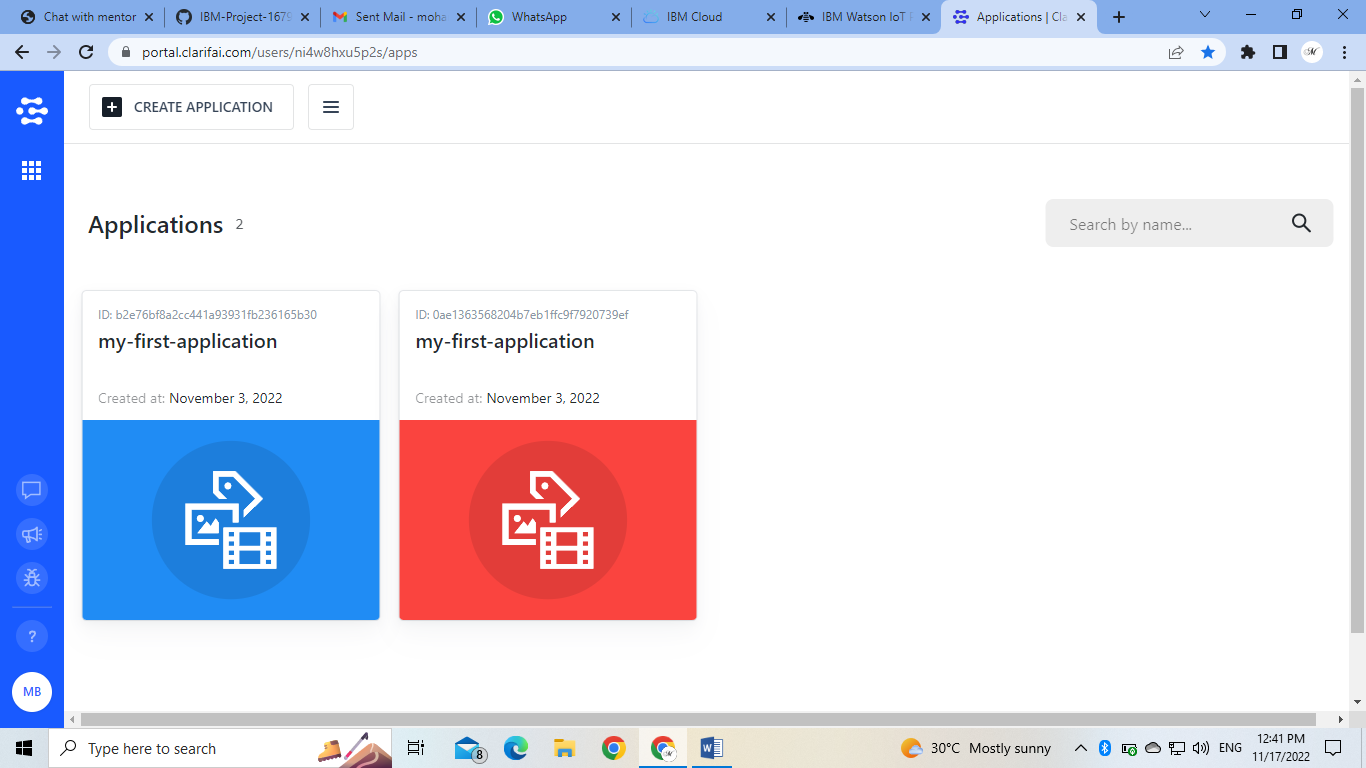 Chat with mentor
IBM-Project-1679
Sent Mail - moha
WhatsApp
IBM Cloud
IBM Watson IoT P
Applications | Cla
portal.clarifai.com/users/ni4w8hxu5p2s/apps
CREATE APPLICATION
Applications 2
Search by name...
ID: b2e76bf8a2cc441a93931fb236165b30
my-first-application
Created at: November 3, 2022
ID: 0ae1363568204b7eb1ffc9f7920739ef
my-first-application
Created at: November 3, 2022
?
MB
Type here to search
8
30°C Mostly sunny
ENG
12:41 PM
11/17/2022